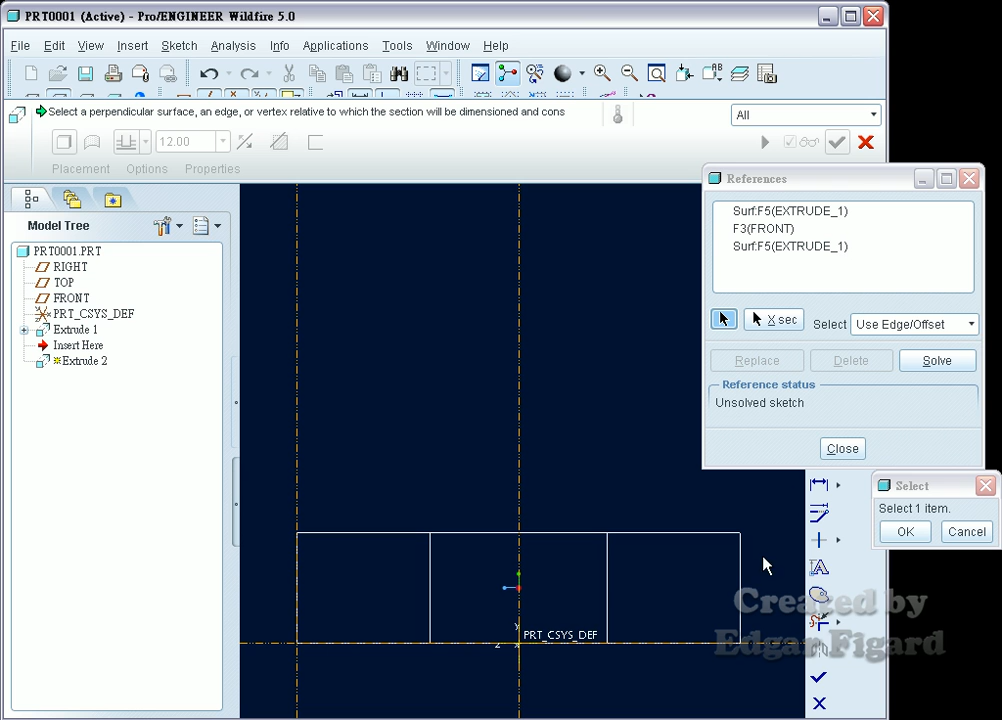 PRT0001 (Active) - Pro/ENGINEER Wildfire 5.0
File Edit View Insert Sketch Analysis Info Applications Tools Window Help
Select a perpendicular surface, an edge, or vertex relative to which the section will be dimensioned and cons
All
12.00
Placement Options Properties
References
Surf:F5(EXTRUDE_1)
F3(FRONT)
Surf:F5(EXTRUDE_1)
X sec Select Use Edge/Offset
Replace Delete Solve
Reference status
Unsolved sketch
Close
Select
Select 1 item.
OK Cancel
Model Tree
PRT0001.PRT
RIGHT
TOP
FRONT
PRT_CSYS_DEF
Extrude 1
Insert Here
Extrude 2
y
PRT_CSYS_DEF
z x
Created by
Edgar Figard